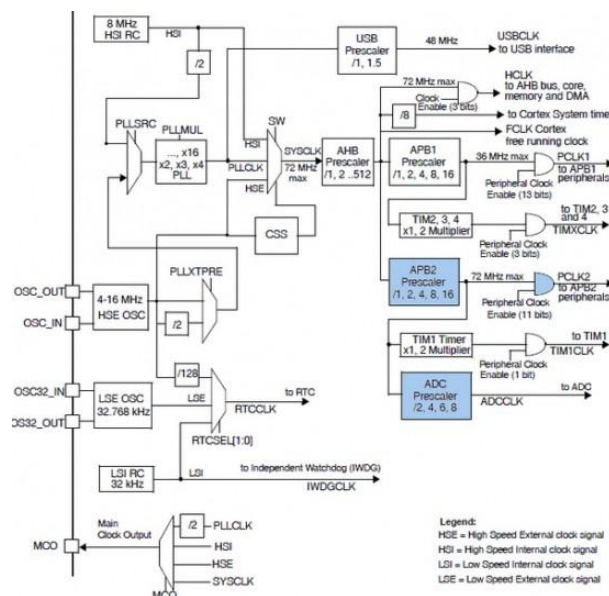 8 MHz
HSI RC
HSI
/2
USB
Prescaler
/1, 1.5
48 MHz
USBCLK
to USB interface
72 MHz max
Clock
Enable (3 bits)
HCLK
to AHB bus, core,
memory and DMA
/8
to Cortex System time
FCLK Cortex
free running clock
PLLSRC
PLLMUL
..., x16
x2, x3, x4
PLL
SW
HSI
PLLCLK
HSE
SYSCLK
72 MHz
max
AHB
Prescaler
/1, 2 ..512
APB1
Prescaler
/1, 2, 4, 8, 16
36 MHz max
PCLK1
to APB1
peripherals
Peripheral Clock
Enable (13 bits)
TIM2, 3, 4
x1, 2 Multiplier
to TIM2, 3
and 4
TIMXCLK
Peripheral Clock
Enable (3 bits)
CSS
PLLXTPRE
OSC_OUT
OSC_IN
4-16 MHz
HSE OSC
/2
APB2
Prescaler
/1, 2, 4, 8, 16
72 MHz max
PCLK2
to APB2
peripherals
Peripheral Clock
Enable (11 bits)
TIM1 Timer
x1, 2 Multiplier
to TIM1
TIM1CLK
Peripheral Clock
Enable (1 bit)
ADC
Prescaler
/2, 4, 6, 8
to ADC
ADCCLK
OSC32_IN
OS32_OUT
LSE OSC
32.768 kHz
/128
LSE
to RTC
RTCCLK
RTCSEL[1:0]
LSI RC
32 kHz
LSI
to Independent Watchdog (IWDG)
IWDGCLK
MCO
Main
Clock Output
/2
PLLCLK
HSI
HSE
SYSCLK
MCO
Legend:
HSE = High Speed External clock signal
HSI = High Speed Internal clock signal
LSI = Low Speed Internal clock signal
LSE = Low Speed External clock signal